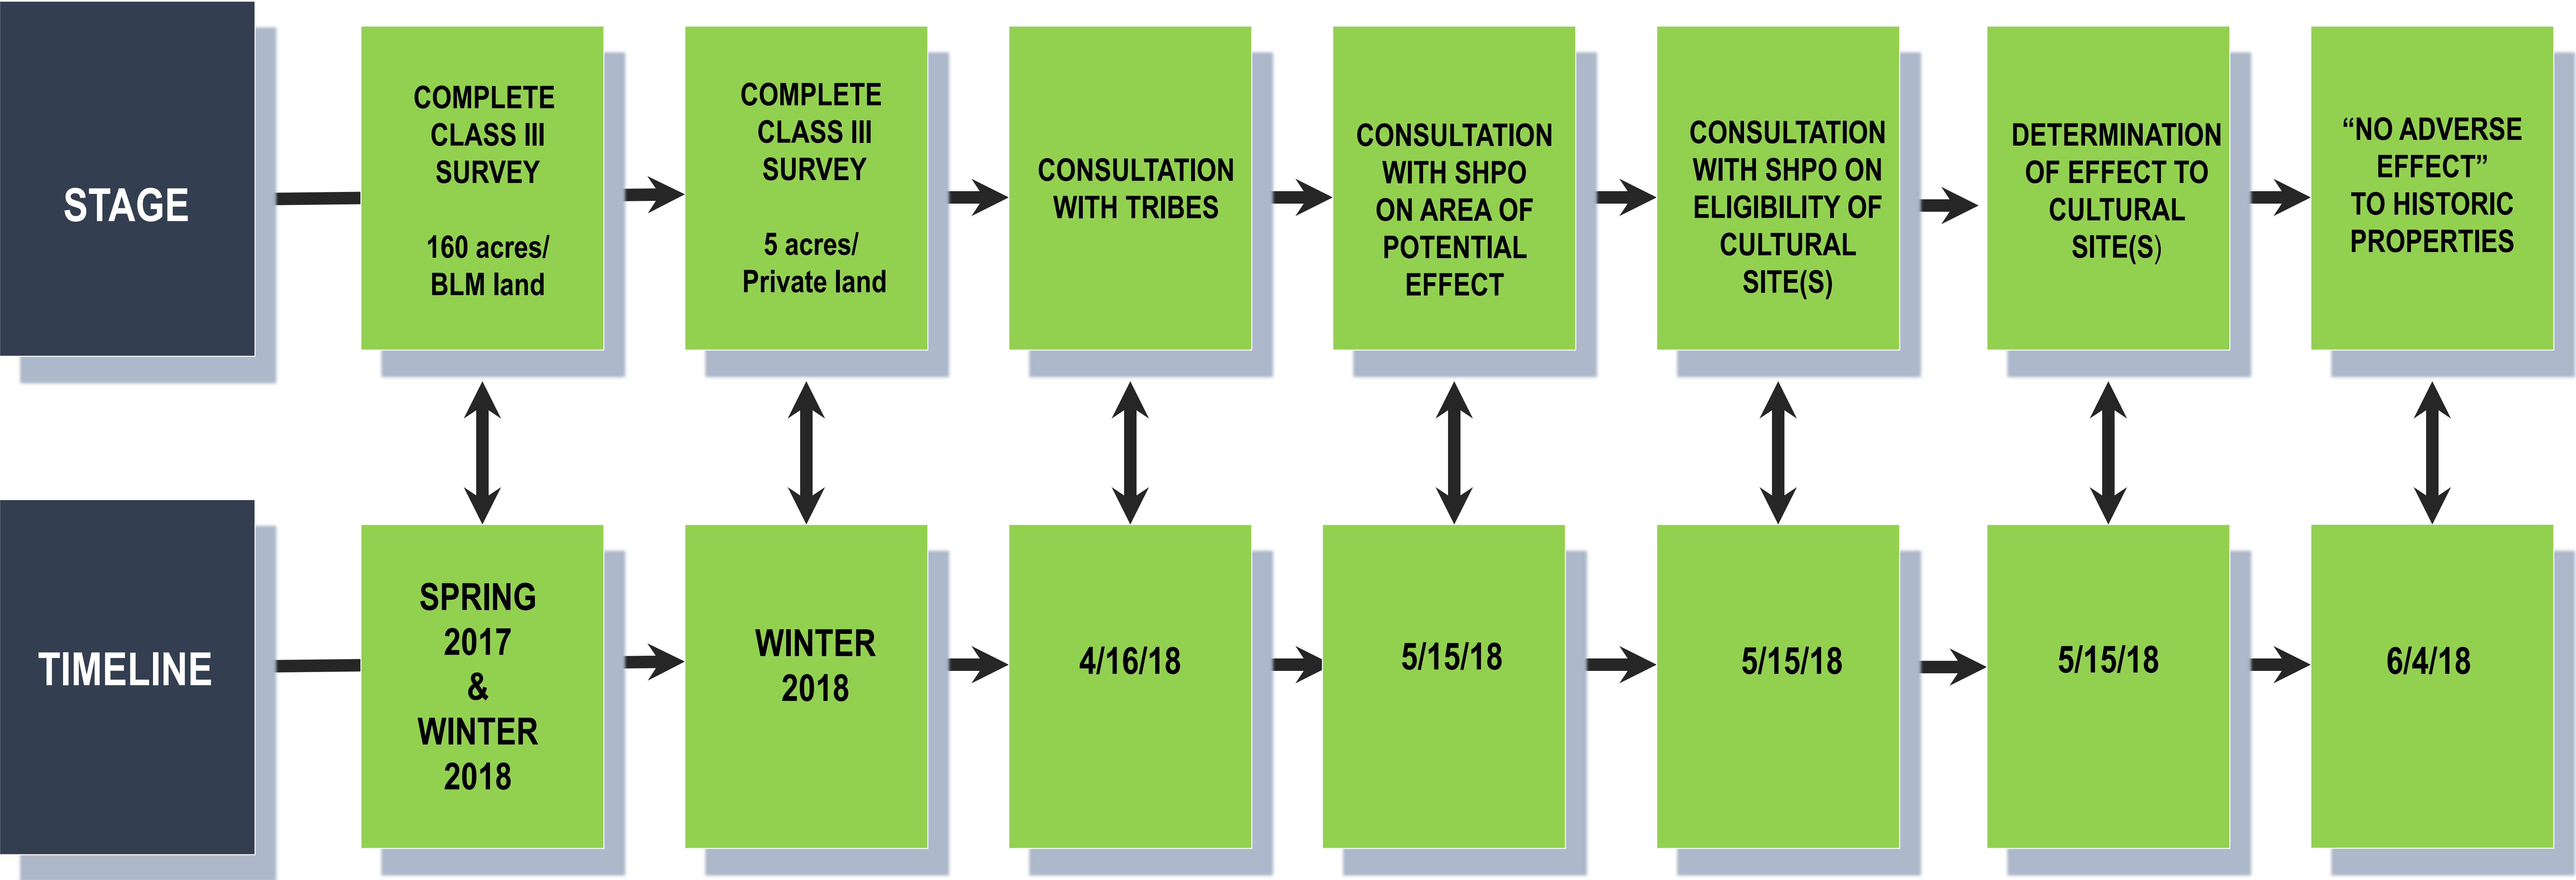 STAGE
COMPLETE
CLASS III
SURVEY
160 acres/
BLM land
COMPLETE
CLASS III
SURVEY
5 acres/
Private land
CONSULTATION
WITH TRIBES
CONSULTATION
WITH SHPO
ON AREA OF
POTENTIAL
EFFECT
CONSULTATION
WITH SHPO ON
ELIGIBILITY OF
CULTURAL
SITE(S)
DETERMINATION
OF EFFECT TO
CULTURAL
SITE(S)
“NO ADVERSE
EFFECT”
TO HISTORIC
PROPERTIES
TIMELINE
SPRING
2017
&
WINTER
2018
WINTER
2018
4/16/18
5/15/18
5/15/18
5/15/18
6/4/18